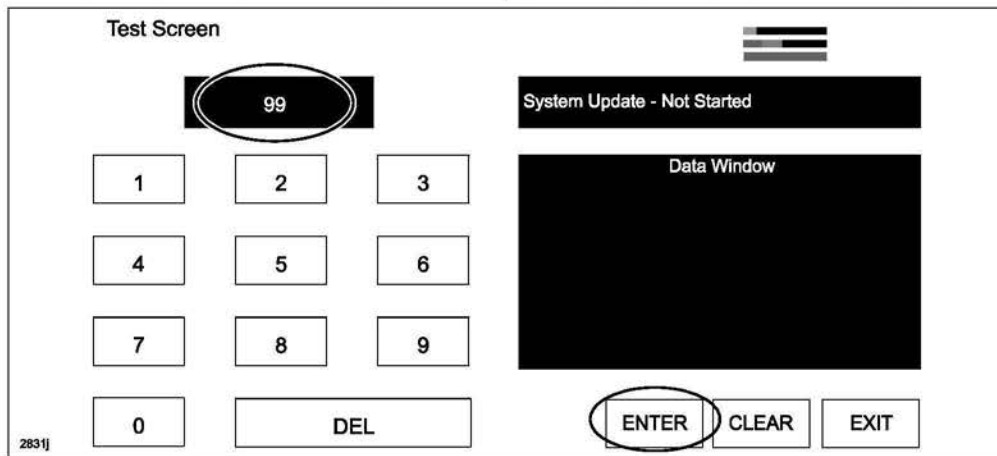 Test Screen
99
System Update - Not Started
Data Window
1 2 3
4 5 6
7 8 9
0 DEL
ENTER CLEAR EXIT
2831j